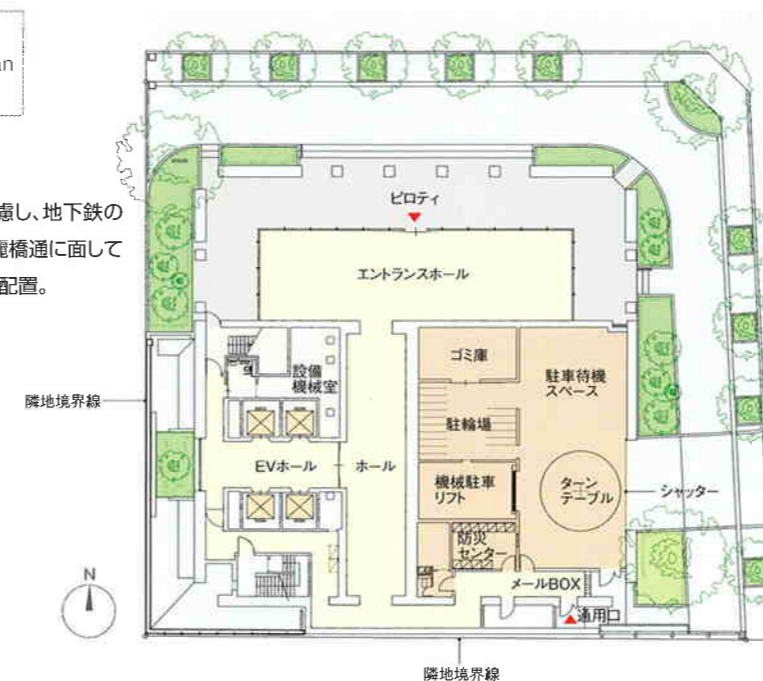 an
慮し、地下鉄の
麗橋通に面して
配置。
ピロティ
エントランスホール
設備
機械室
ゴミ庫
駐車待機
スペース
駐輪場
隣地境界線
EVホール
ホール
機械駐車
リフト
ターン
テーブル
シャッター
防災
センター
メールBOX
通用口
N
隣地境界線